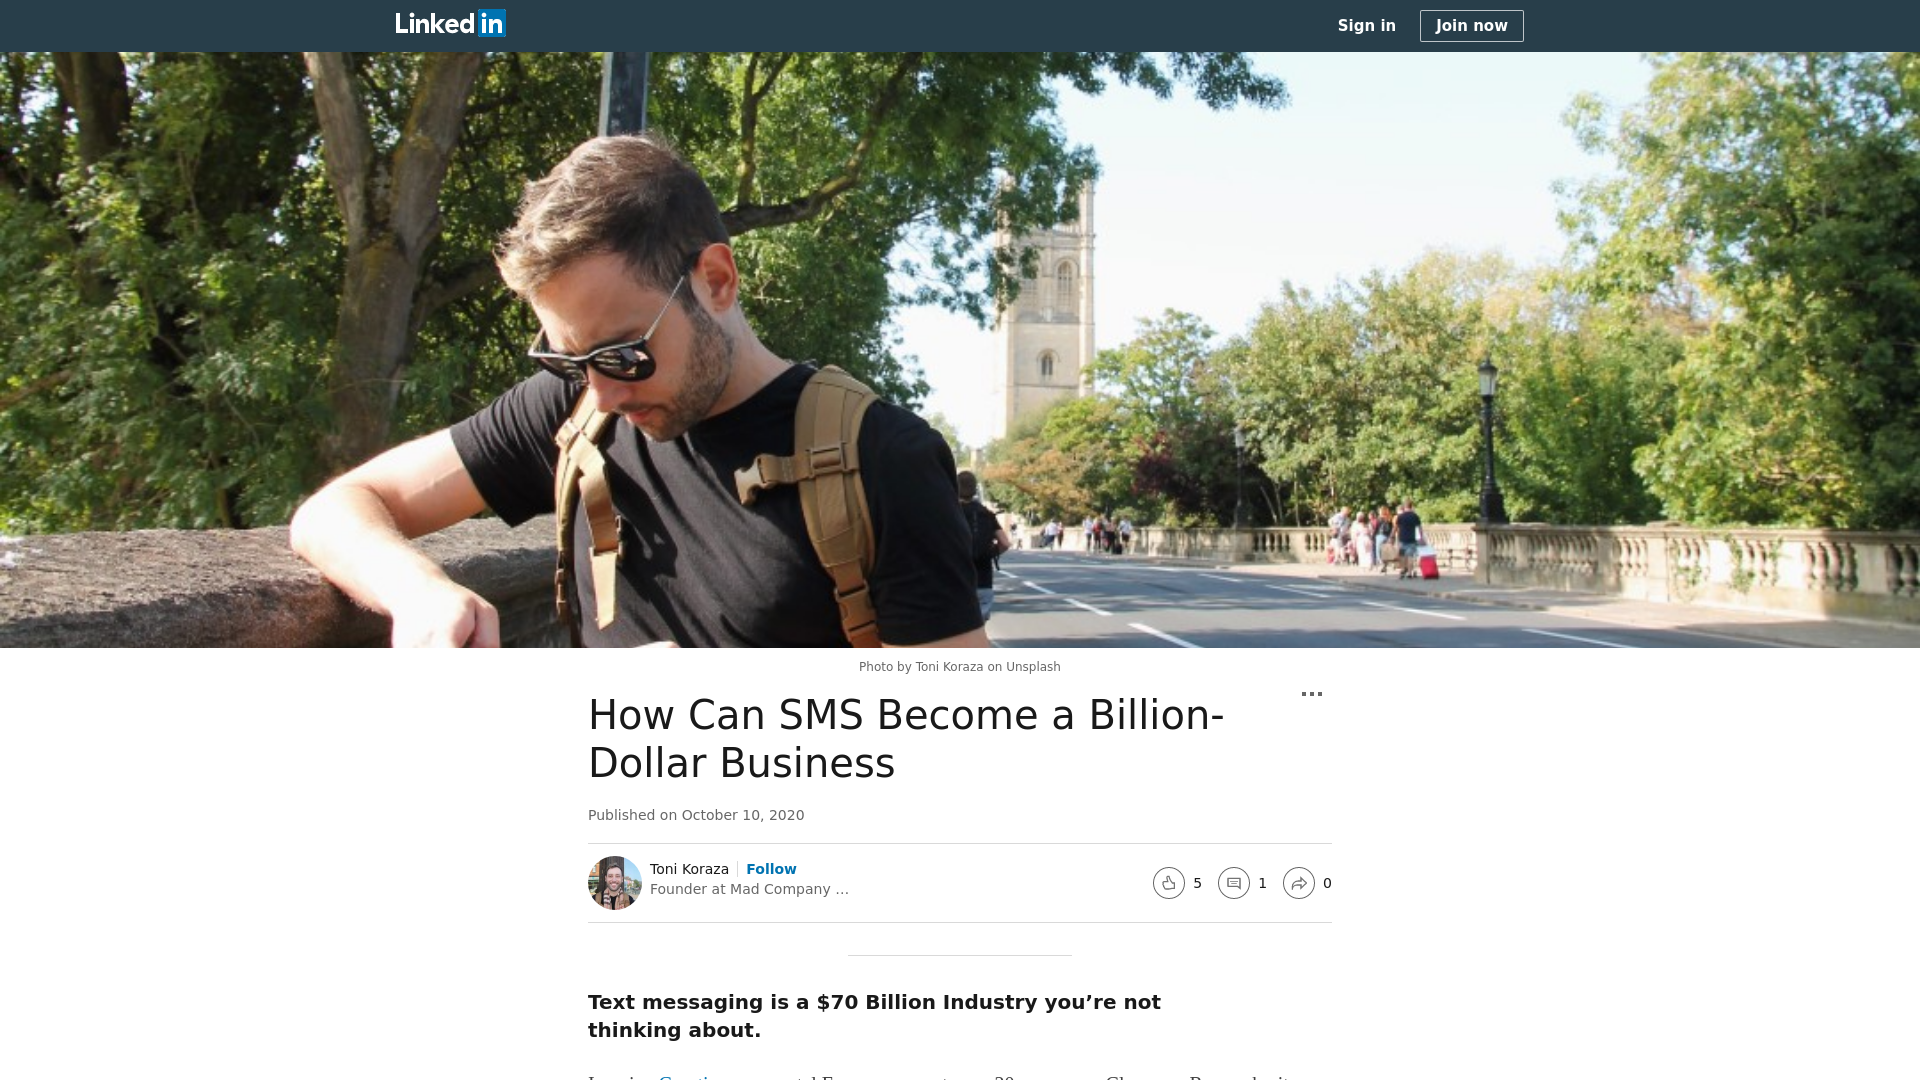 Linked in
Sign in
Join now
Photo by Toni Koraza on Unsplash
How Can SMS Become a Billion-
Dollar Business
Published on October 10, 2020
Toni Koraza
Follow
Founder at Mad Company ...
5
1
0
Text messaging is a $70 Billion Industry you’re not
thinking about.